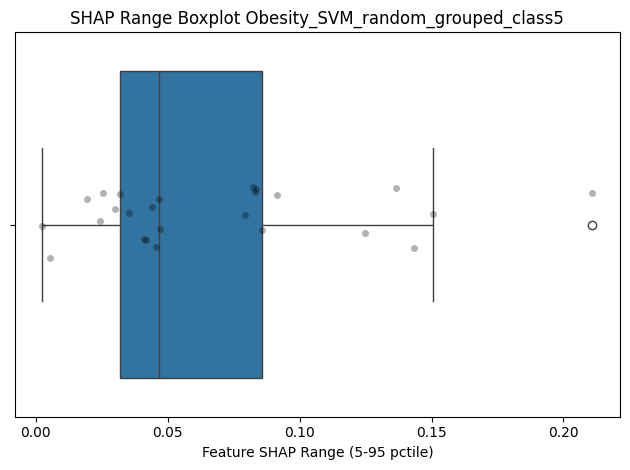 SHAP Range Boxplot Obesity_SVM_random_grouped_class5
0.00 0.05 0.10 0.15 0.20
Feature SHAP Range (5-95 pctile)